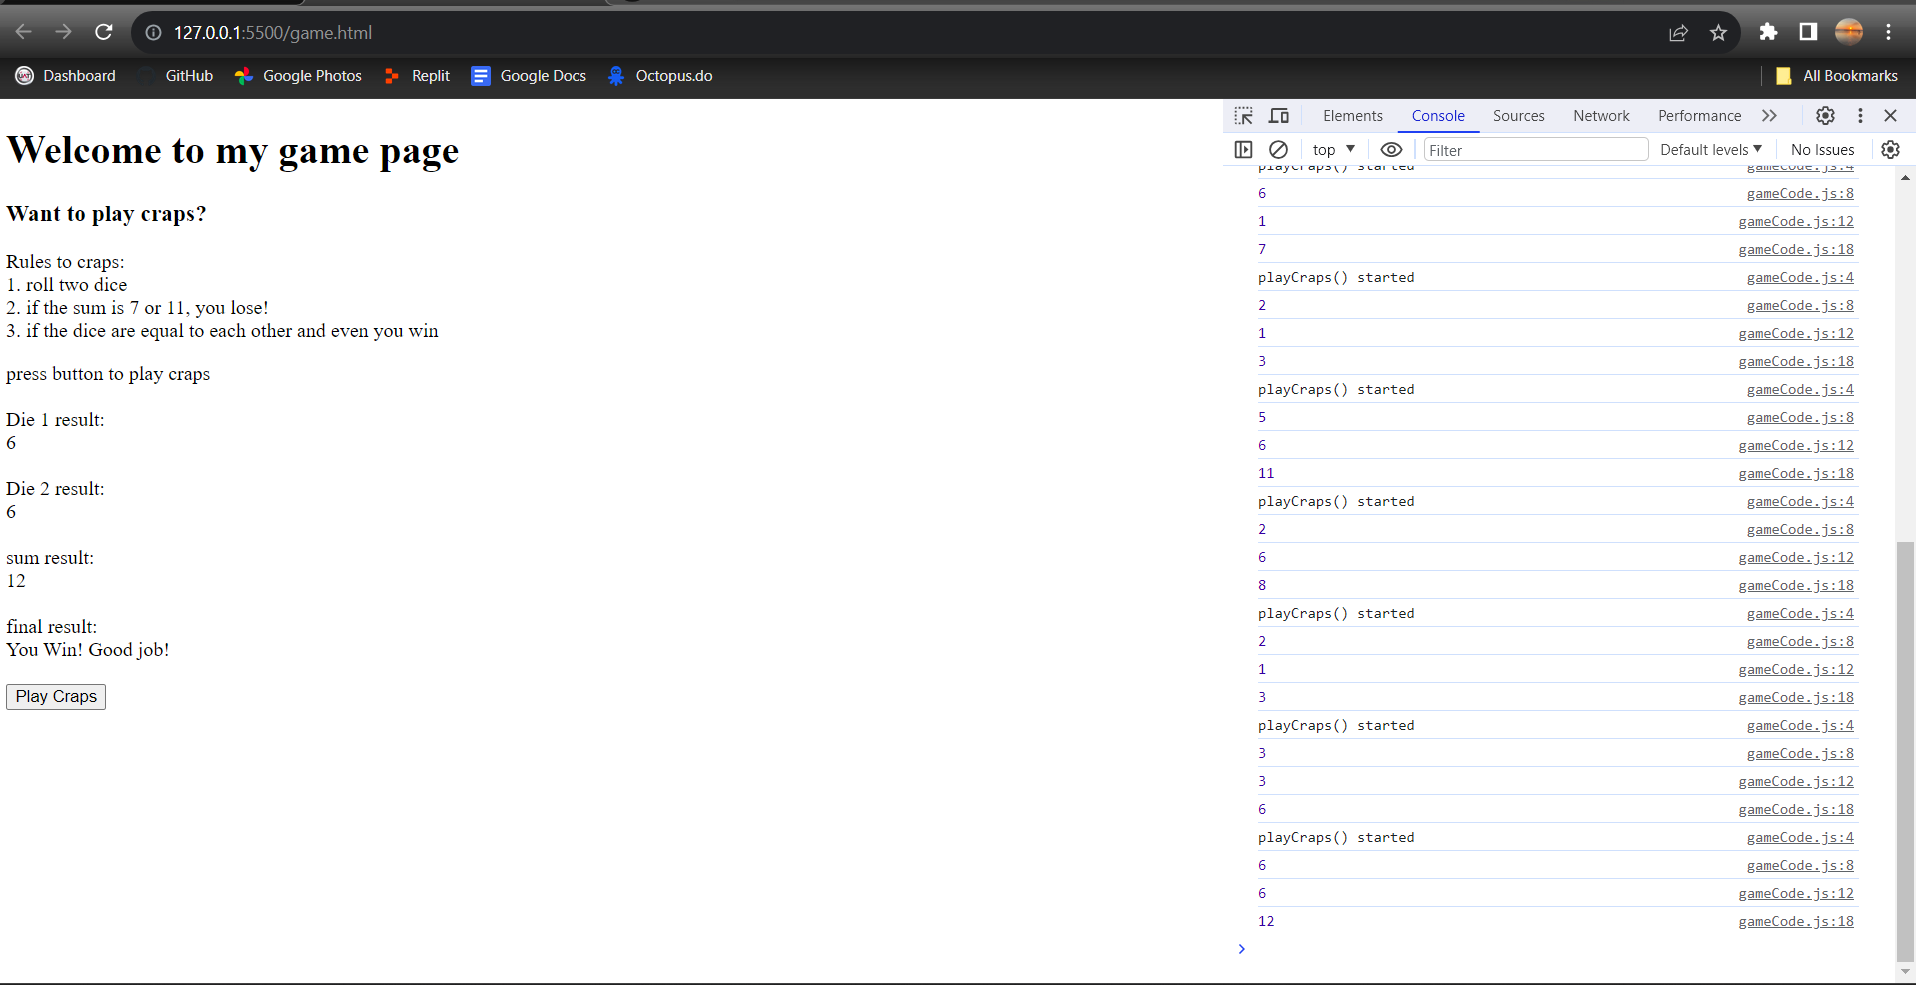 127.0.0.1:5500/game.html
Dashboard GitHub Google Photos Replit Google Docs Octopus.do All Bookmarks
Welcome to my game page
Want to play craps?
Rules to craps:
1. roll two dice
2. if the sum is 7 or 11, you lose!
3. if the dice are equal to each other and even you win
press button to play craps
Die 1 result:
6
Die 2 result:
6
sum result:
12
final result:
You Win! Good job!
Play Craps
Elements Console Sources Network Performance
top Filter Default levels No Issues
playCraps() started gameCode.js:4
6 gameCode.js:8
1 gameCode.js:12
7 gameCode.js:18
playCraps() started gameCode.js:4
2 gameCode.js:8
1 gameCode.js:12
3 gameCode.js:18
playCraps() started gameCode.js:4
5 gameCode.js:8
6 gameCode.js:12
11 gameCode.js:18
playCraps() started gameCode.js:4
2 gameCode.js:8
6 gameCode.js:12
8 gameCode.js:18
playCraps() started gameCode.js:4
2 gameCode.js:8
1 gameCode.js:12
3 gameCode.js:18
playCraps() started gameCode.js:4
3 gameCode.js:8
3 gameCode.js:12
6 gameCode.js:18
playCraps() started gameCode.js:4
6 gameCode.js:8
6 gameCode.js:12
12 gameCode.js:18